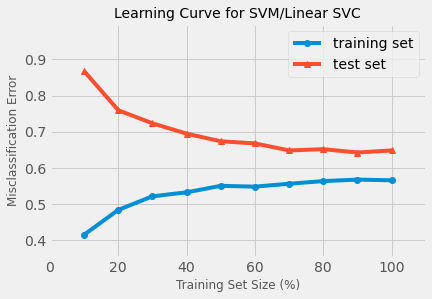 Learning Curve for SVM/Linear SVC
training set
test set
Misclassification Error
0.9
0.8
0.7
0.6
0.5
0.4
0 20 40 60 80 100
Training Set Size (%)